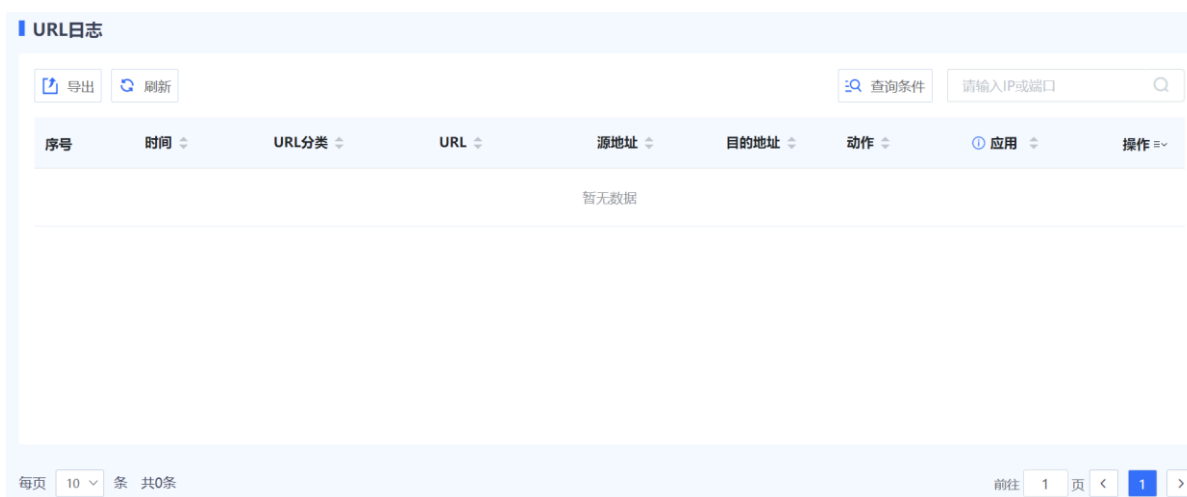 URL日志
导出 刷新 查询条件 请输入IP或端口
序号 时间 URL分类 URL 源地址 目的地址 动作 应用 操作
暂无数据
每页 10 条 共0条 前往 1 页 1